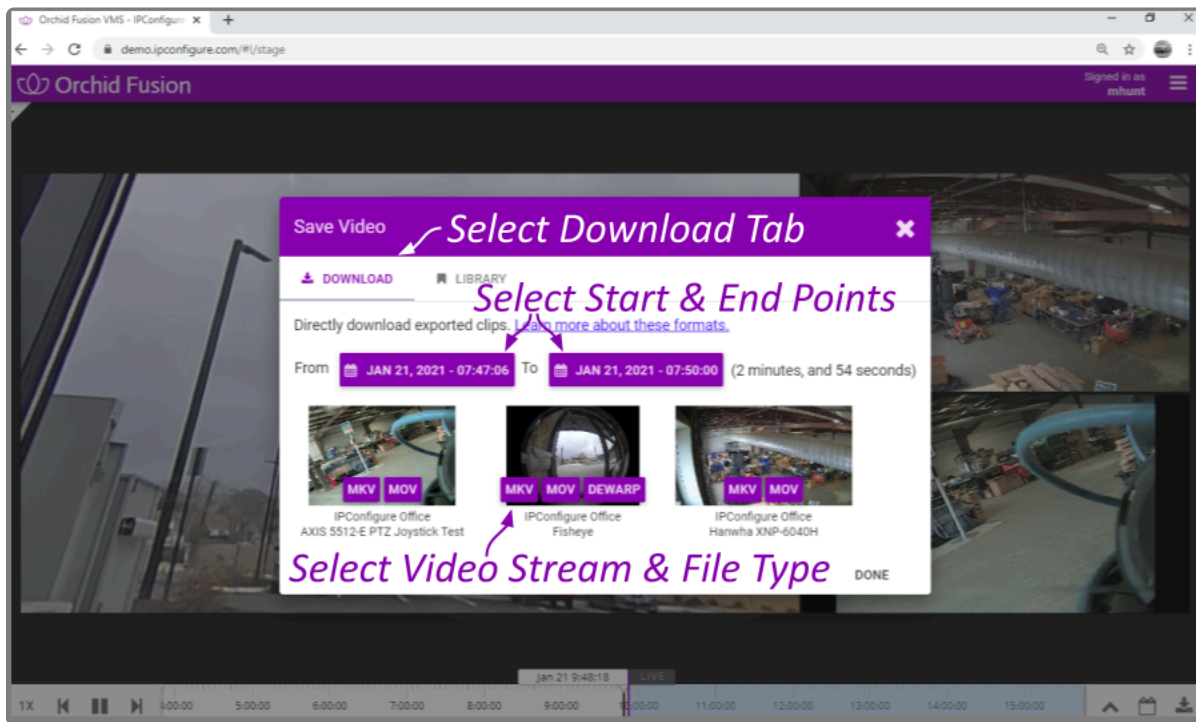 Orchid Fusion VMS - IPConfigure
demo.ipconfigure.com/#!/stage
Orchid Fusion
Signed in as
mhunt
Save Video
Select Download Tab
DOWNLOAD
LIBRARY
Select Start & End Points
Directly download exported clips. Learn more about these formats.
From JAN 21, 2021 - 07:47:06 To JAN 21, 2021 - 07:50:00 (2 minutes, and 54 seconds)
MKV MOV
MKV MOV DEWARP
MKV MOV
IPConfigure Office
AXIS 5512-E PTZ Joystick Test
IPConfigure Office
Fisheye
IPConfigure Office
Hanwha XNP-6040H
Select Video Stream & File Type
DONE
Jan 21 9:48:18 LIVE
1X 5:00:00 6:00:00 7:00:00 8:00:00 9:00:00 10:00:00 11:00:00 12:00:00 13:00:00 14:00:00 15:00:00